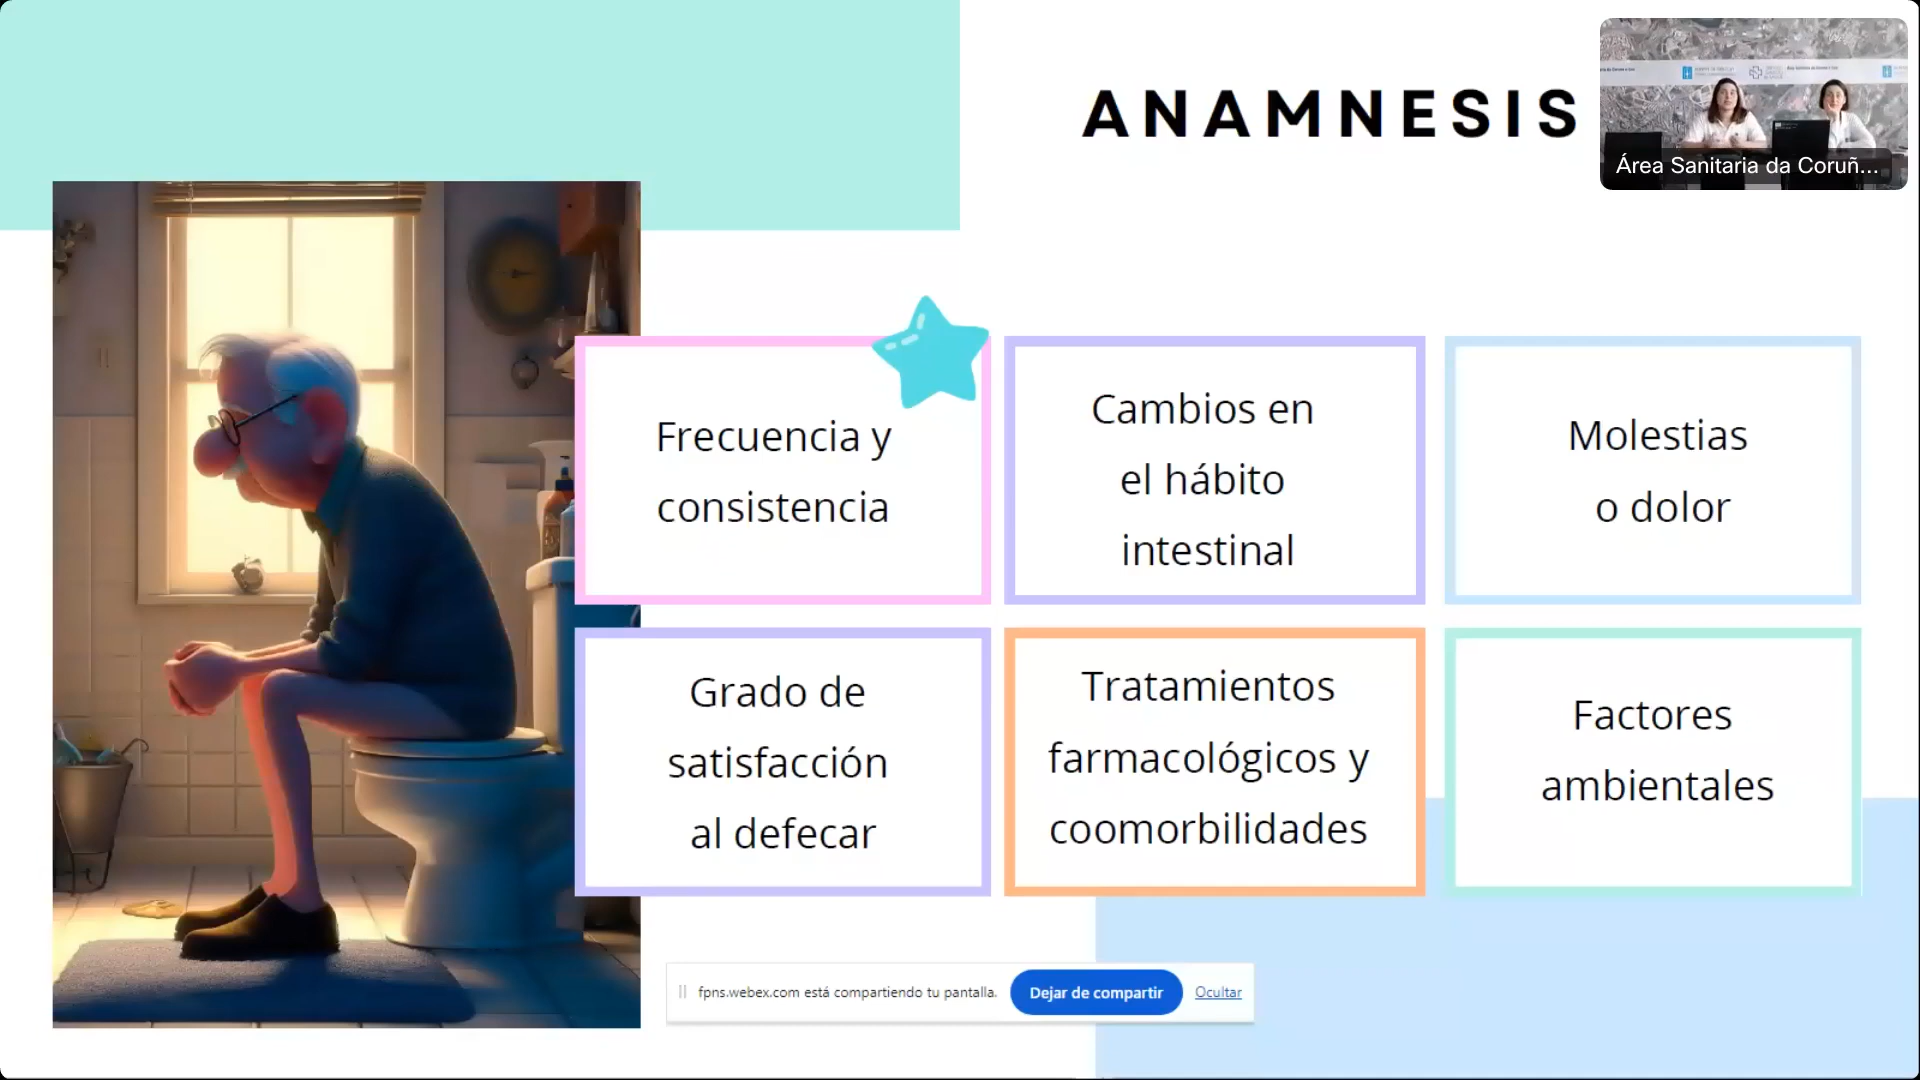 ANAMNESIS
Área Sanitaria da Coruñ...
Frecuencia y
consistencia
Cambios en
el hábito
intestinal
Molestias
o dolor
Grado de
satisfacción
al defecar
Tratamientos
farmacológicos y
coomorbilidades
Factores
ambientales
fpns.webex.com está compartiendo tu pantalla.
Dejar de compartir
Ocultar